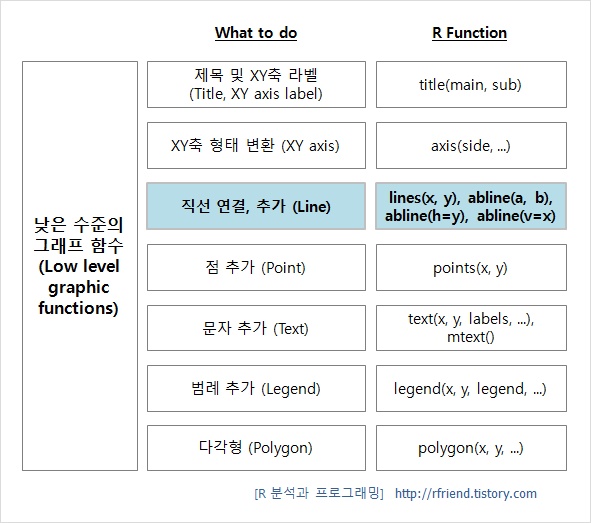 What to do
R Function
낮은 수준의
그래프 함수
(Low level
graphic
functions)
제목 및 XY축 라벨
(Title, XY axis label)
title(main, sub)
XY축 형태 변환 (XY axis)
axis(side, ...)
직선 연결, 추가 (Line)
lines(x, y), abline(a, b),
abline(h=y), abline(v=x)
점 추가 (Point)
points(x, y)
문자 추가 (Text)
text(x, y, labels, ...),
mtext()
범례 추가 (Legend)
legend(x, y, legend, ...)
다각형 (Polygon)
polygon(x, y, ...)
[R 분석과 프로그래밍] http://rfriend.tistory.com